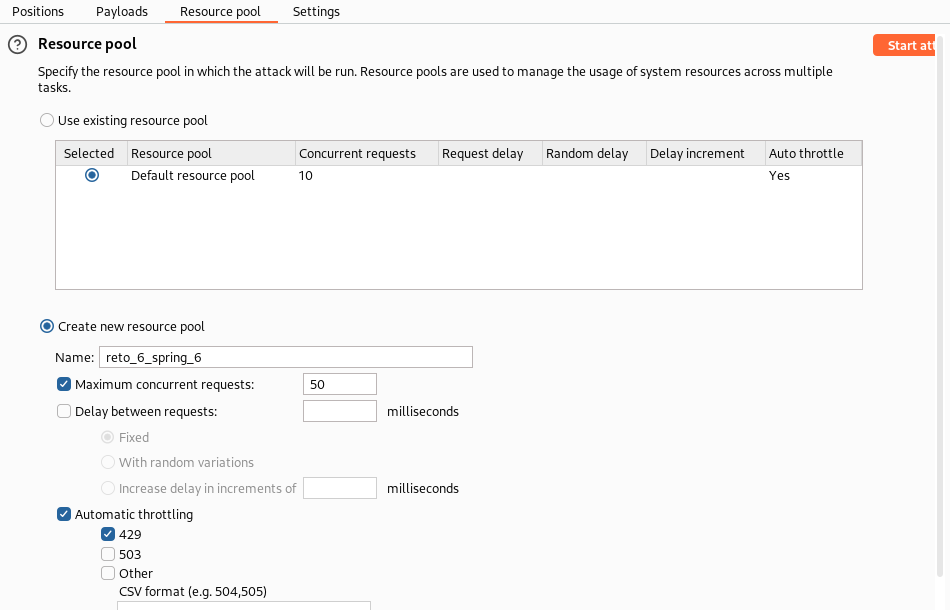 Positions Payloads Resource pool Settings
? Resource pool
Start att
Specify the resource pool in which the attack will be run. Resource pools are used to manage the usage of system resources across multiple
tasks.
Use existing resource pool
Selected Resource pool Concurrent requests Request delay Random delay Delay increment Auto throttle
Default resource pool 10 Yes
Create new resource pool
Name: reto_6_spring_6
Maximum concurrent requests: 50
Delay between requests: milliseconds
Fixed
With random variations
Increase delay in increments of milliseconds
Automatic throttling
429
503
Other
CSV format (e.g. 504,505)